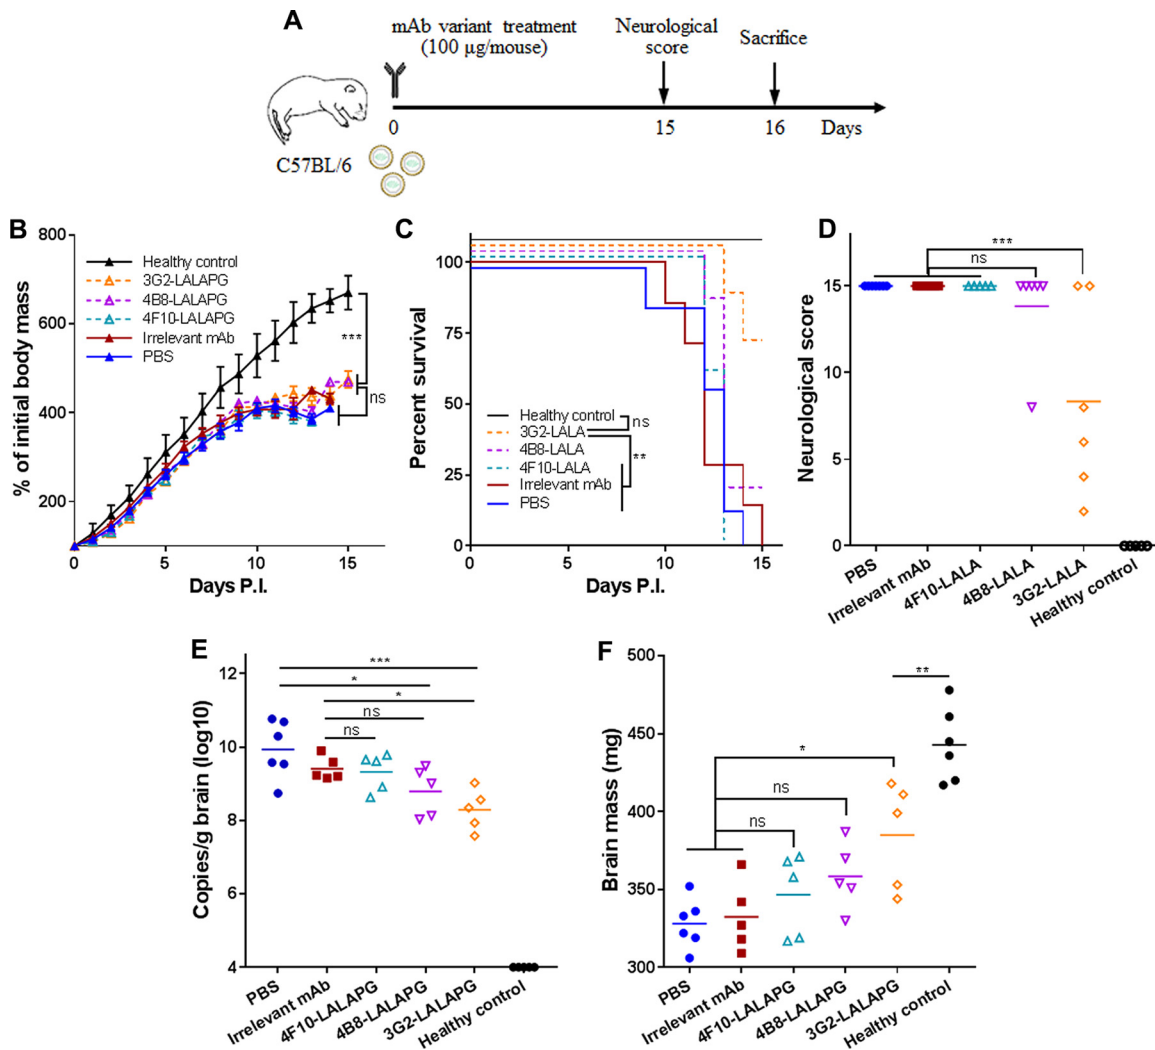 A
mAb variant treatment
(100 µg/mouse)
Neurological
score
Sacrifice
0
15
16
Days
C57BL/6
B
800
600
400
200
% of initial body mass
Healthy control
3G2-LALAPG
4B8-LALAPG
4F10-LALAPG
Irrelevant mAb
PBS
***
ns
0
5
10
15
Days P.I.
C
100
75
50
25
0
Percent survival
Healthy control
3G2-LALA
4B8-LALA
4F10-LALA
Irrelevant mAb
PBS
ns
**
0
5
10
15
Days P.I.
D
20
15
10
5
0
Neurological score
***
ns
PBS
Irrelevant mAb
4F10-LALA
4B8-LALA
3G2-LALA
Healthy control
E
12
10
8
6
4
Copies/g brain (log10)
***
*
*
ns
ns
PBS
Irrelevant mAb
4F10-LALAPG
4B8-LALAPG
3G2-LALAPG
Healthy control
F
500
450
400
350
300
Brain mass (mg)
**
*
ns
ns
PBS
Irrelevant mAb
4F10-LALAPG
4B8-LALAPG
3G2-LALAPG
Healthy control